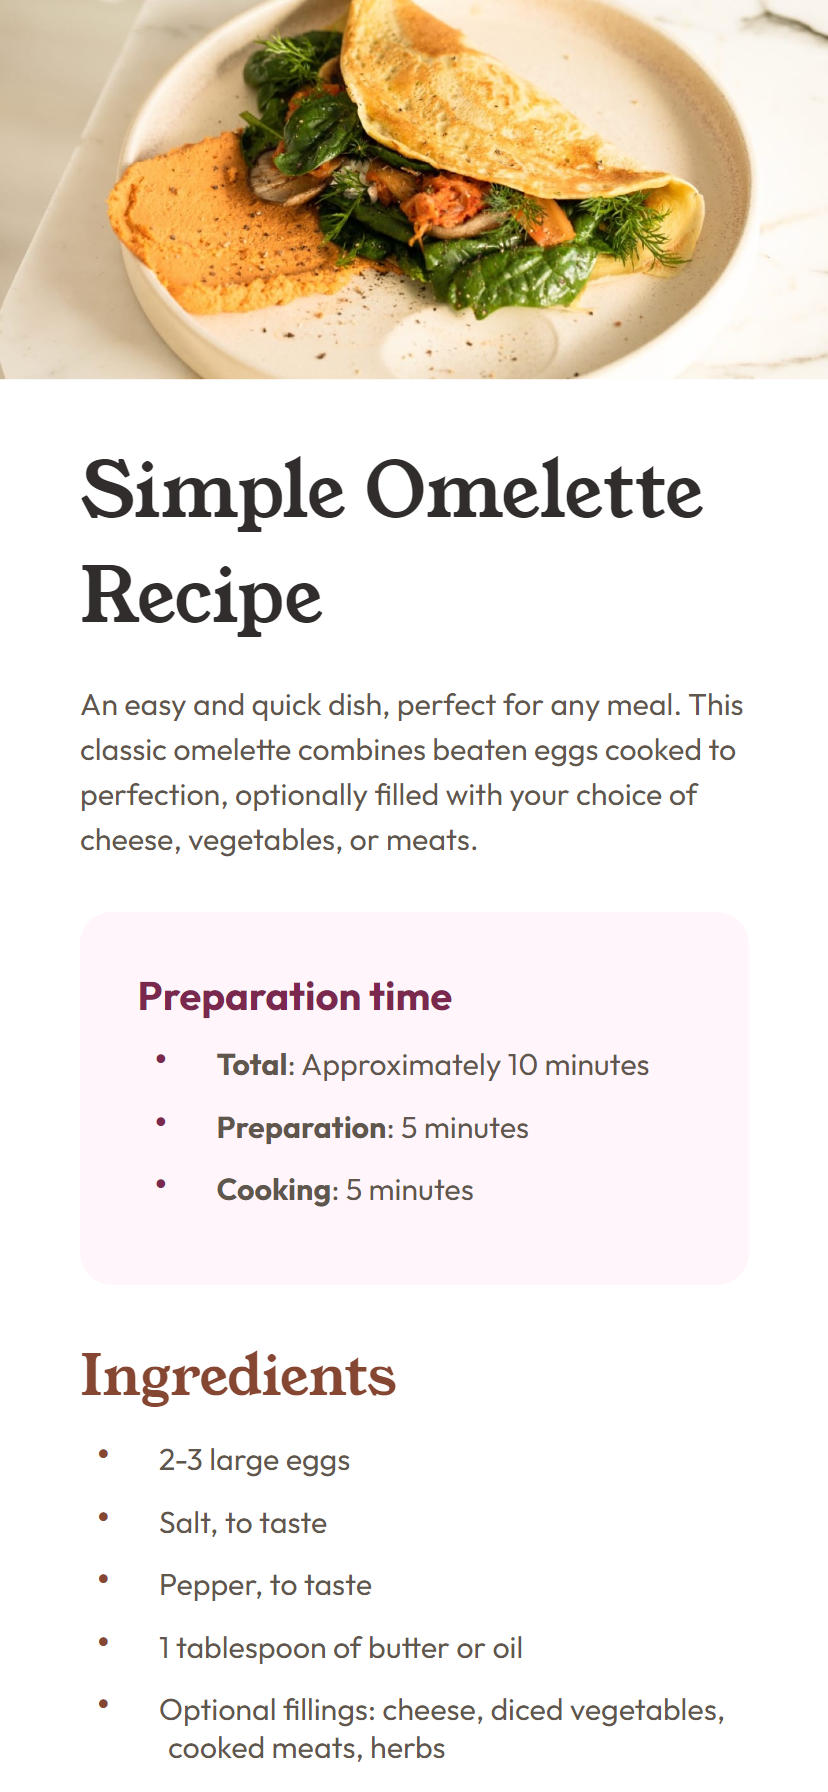 Simple Omelette
Recipe
An easy and quick dish, perfect for any meal. This
classic omelette combines beaten eggs cooked to
perfection, optionally filled with your choice of
cheese, vegetables, or meats.
Preparation time
• Total: Approximately 10 minutes
• Preparation: 5 minutes
• Cooking: 5 minutes
Ingredients
• 2-3 large eggs
• Salt, to taste
• Pepper, to taste
• 1 tablespoon of butter or oil
• Optional fillings: cheese, diced vegetables,
cooked meats, herbs